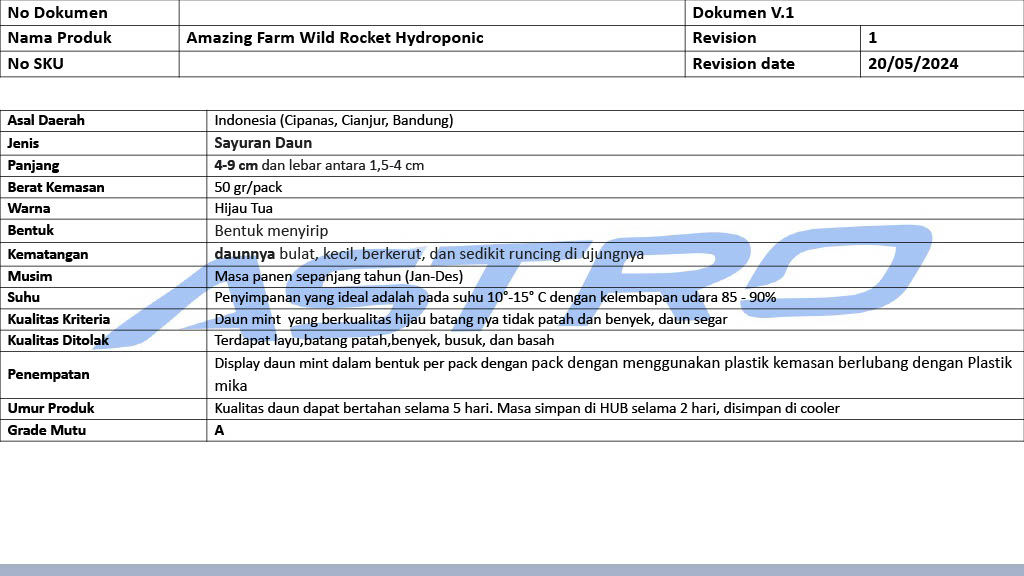 No Dokumen Dokumen V.1
Nama Produk Amazing Farm Wild Rocket Hydroponic Revision 1
No SKU Revision date 20/05/2024
Asal Daerah Indonesia (Cipanas, Cianjur, Bandung)
Jenis Sayuran Daun
Panjang 4-9 cm dan lebar antara 1,5-4 cm
Berat Kemasan 50 gr/pack
Warna Hijau Tua
Bentuk Bentuk menyirip
Kematangan daunnya bulat, kecil, berkerut, dan sedikit runcing di ujungnya
Musim Masa panen sepanjang tahun (Jan-Des)
Suhu Penyimpanan yang ideal adalah pada suhu 10°-15° C dengan kelembapan udara 85 - 90%
Kualitas Kriteria Daun mint yang berkualitas hijau batang nya tidak patah dan benyek, daun segar
Kualitas Ditolak Terdapat layu,batang patah,benyek, busuk, dan basah
Penempatan Display daun mint dalam bentuk per pack dengan pack dengan menggunakan plastik kemasan berlubang dengan Plastik
mika
Umur Produk Kualitas daun dapat bertahan selama 5 hari. Masa simpan di HUB selama 2 hari, disimpan di cooler
Grade Mutu A
ASTRO